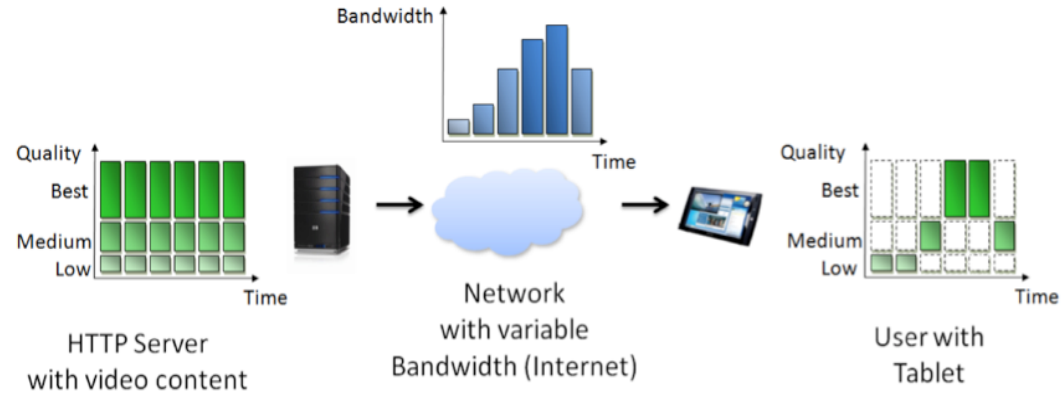 Bandwidth
Time
Quality
Best
Medium
Low
Time
HTTP Server
with video content
Network
with variable
Bandwidth (Internet)
Quality
Best
Medium
Low
Time
User with
Tablet